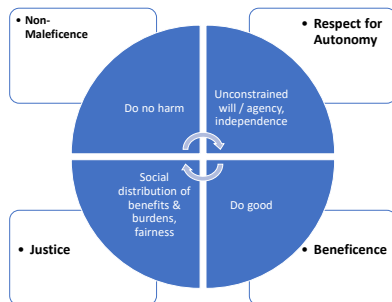 • Non-
Maleficence
• Respect for
Autonomy
Do no harm
Unconstrained
will / agency,
independence
Social
distribution of
benefits &
burdens,
fairness
Do good
• Justice
• Beneficence